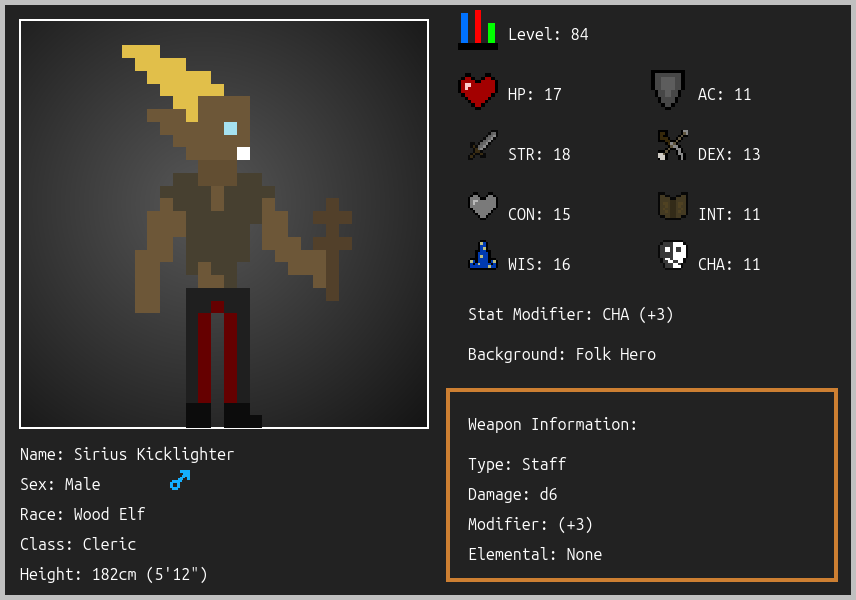 Level: 84
HP: 17
AC: 11
STR: 18
DEX: 13
CON: 15
INT: 11
WIS: 16
CHA: 11
Stat Modifier: CHA (+3)
Background: Folk Hero
Weapon Information:
Type: Staff
Damage: d6
Modifier: (+3)
Elemental: None
Name: Sirius Kicklighter
Sex: Male
Race: Wood Elf
Class: Cleric
Height: 182cm (5'12")